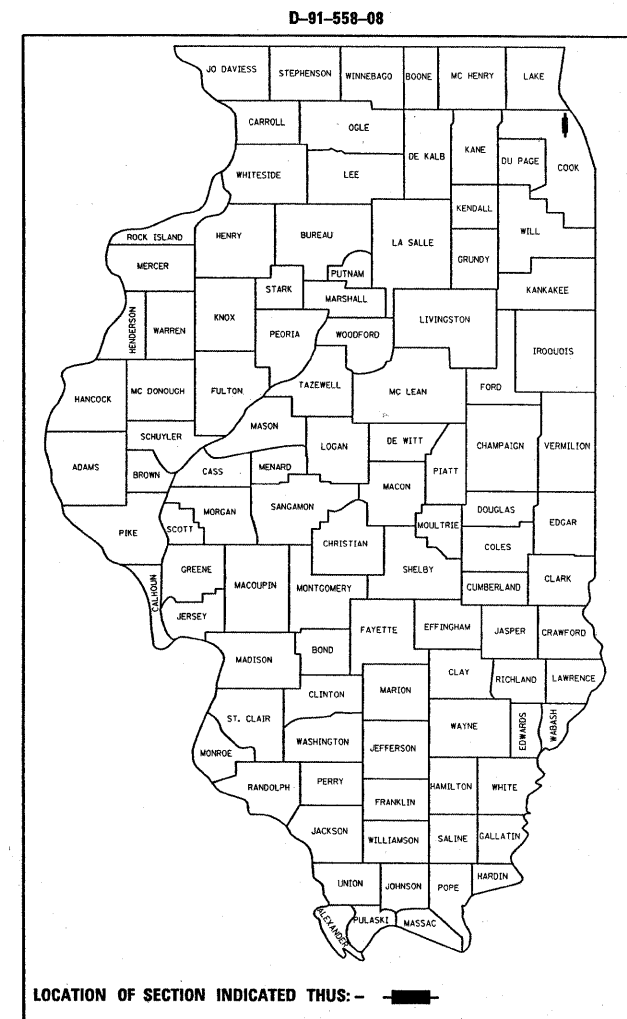 D-91-558-08
JO DAVIESS
STEPHENSON
WINNEBAGO
BOONE
MC HENRY
LAKE
CARROLL
OGLE
DE KALB
KANE
DU PAGE
COOK
WHITESIDE
LEE
KENDALL
ROCK ISLAND
HENRY
BUREAU
LA SALLE
WILL
GRUNDY
MERCER
PUTNAM
STARK
MARSHALL
KANKAKEE
HENDERSON
WARREN
KNOX
PEORIA
WOODFORD
LIVINGSTON
IROQUOIS
HANCOCK
MC DONOUGH
FULTON
TAZEWELL
MC LEAN
FORD
SCHUYLER
MASON
LOGAN
DE WITT
CHAMPAIGN
VERMILION
ADAMS
BROWN
CASS
MENARD
PIATT
MACON
MORGAN
SANGAMON
DOUGLAS
EDGAR
PIKE
SCOTT
CHRISTIAN
MOULTRIE
COLES
GREENE
MACOUPIN
MONTGOMERY
SHELBY
CUMBERLAND
CLARK
CALHOUN
JERSEY
FAYETTE
EFFINGHAM
JASPER
CRAWFORD
MADISON
BOND
CLAY
RICHLAND
LAWRENCE
CLINTON
MARION
ST. CLAIR
WAYNE
EDWARDS
WABASH
MONROE
WASHINGTON
JEFFERSON
RANDOLPH
PERRY
HAMILTON
WHITE
FRANKLIN
JACKSON
WILLIAMSON
SALINE
GALLATIN
UNION
JOHNSON
POPE
HARDIN
ALEXANDER
PULASKI
MASSAC
LOCATION OF SECTION INDICATED THUS: -